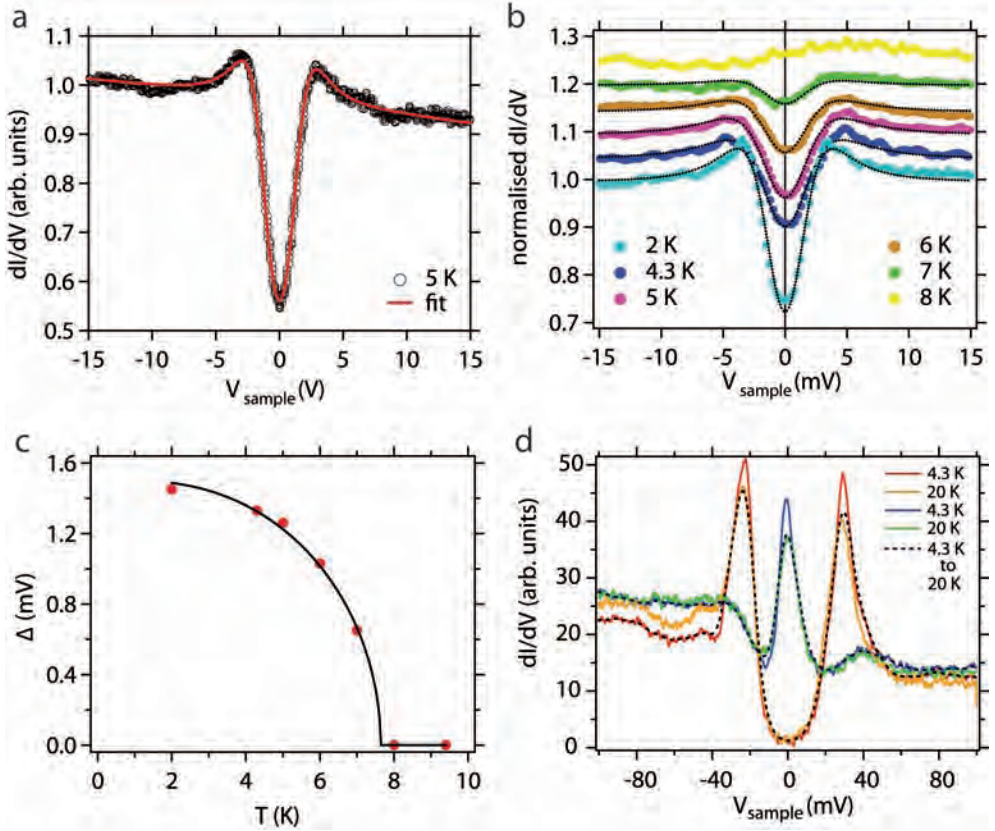 a
1.1
1.0
0.9
0.8
0.7
0.6
0.5
dI/dV (arb. units)
-15 -10 -5 0 5 10 15
V sample (V)
5 K
fit
b
1.3
1.2
1.1
1.0
0.9
0.8
0.7
normalised dI/dV
2 K
4.3 K
5 K
6 K
7 K
8 K
-15 -10 -5 0 5 10 15
V sample (mV)
c
1.6
1.2
0.8
0.4
0.0
Δ (mV)
0 2 4 6 8 10
T (K)
d
50
40
30
20
10
0
dI/dV (arb. units)
4.3 K
20 K
4.3 K
20 K
4.3 K
to
20 K
-80 -40 0 40 80
V sample (mV)